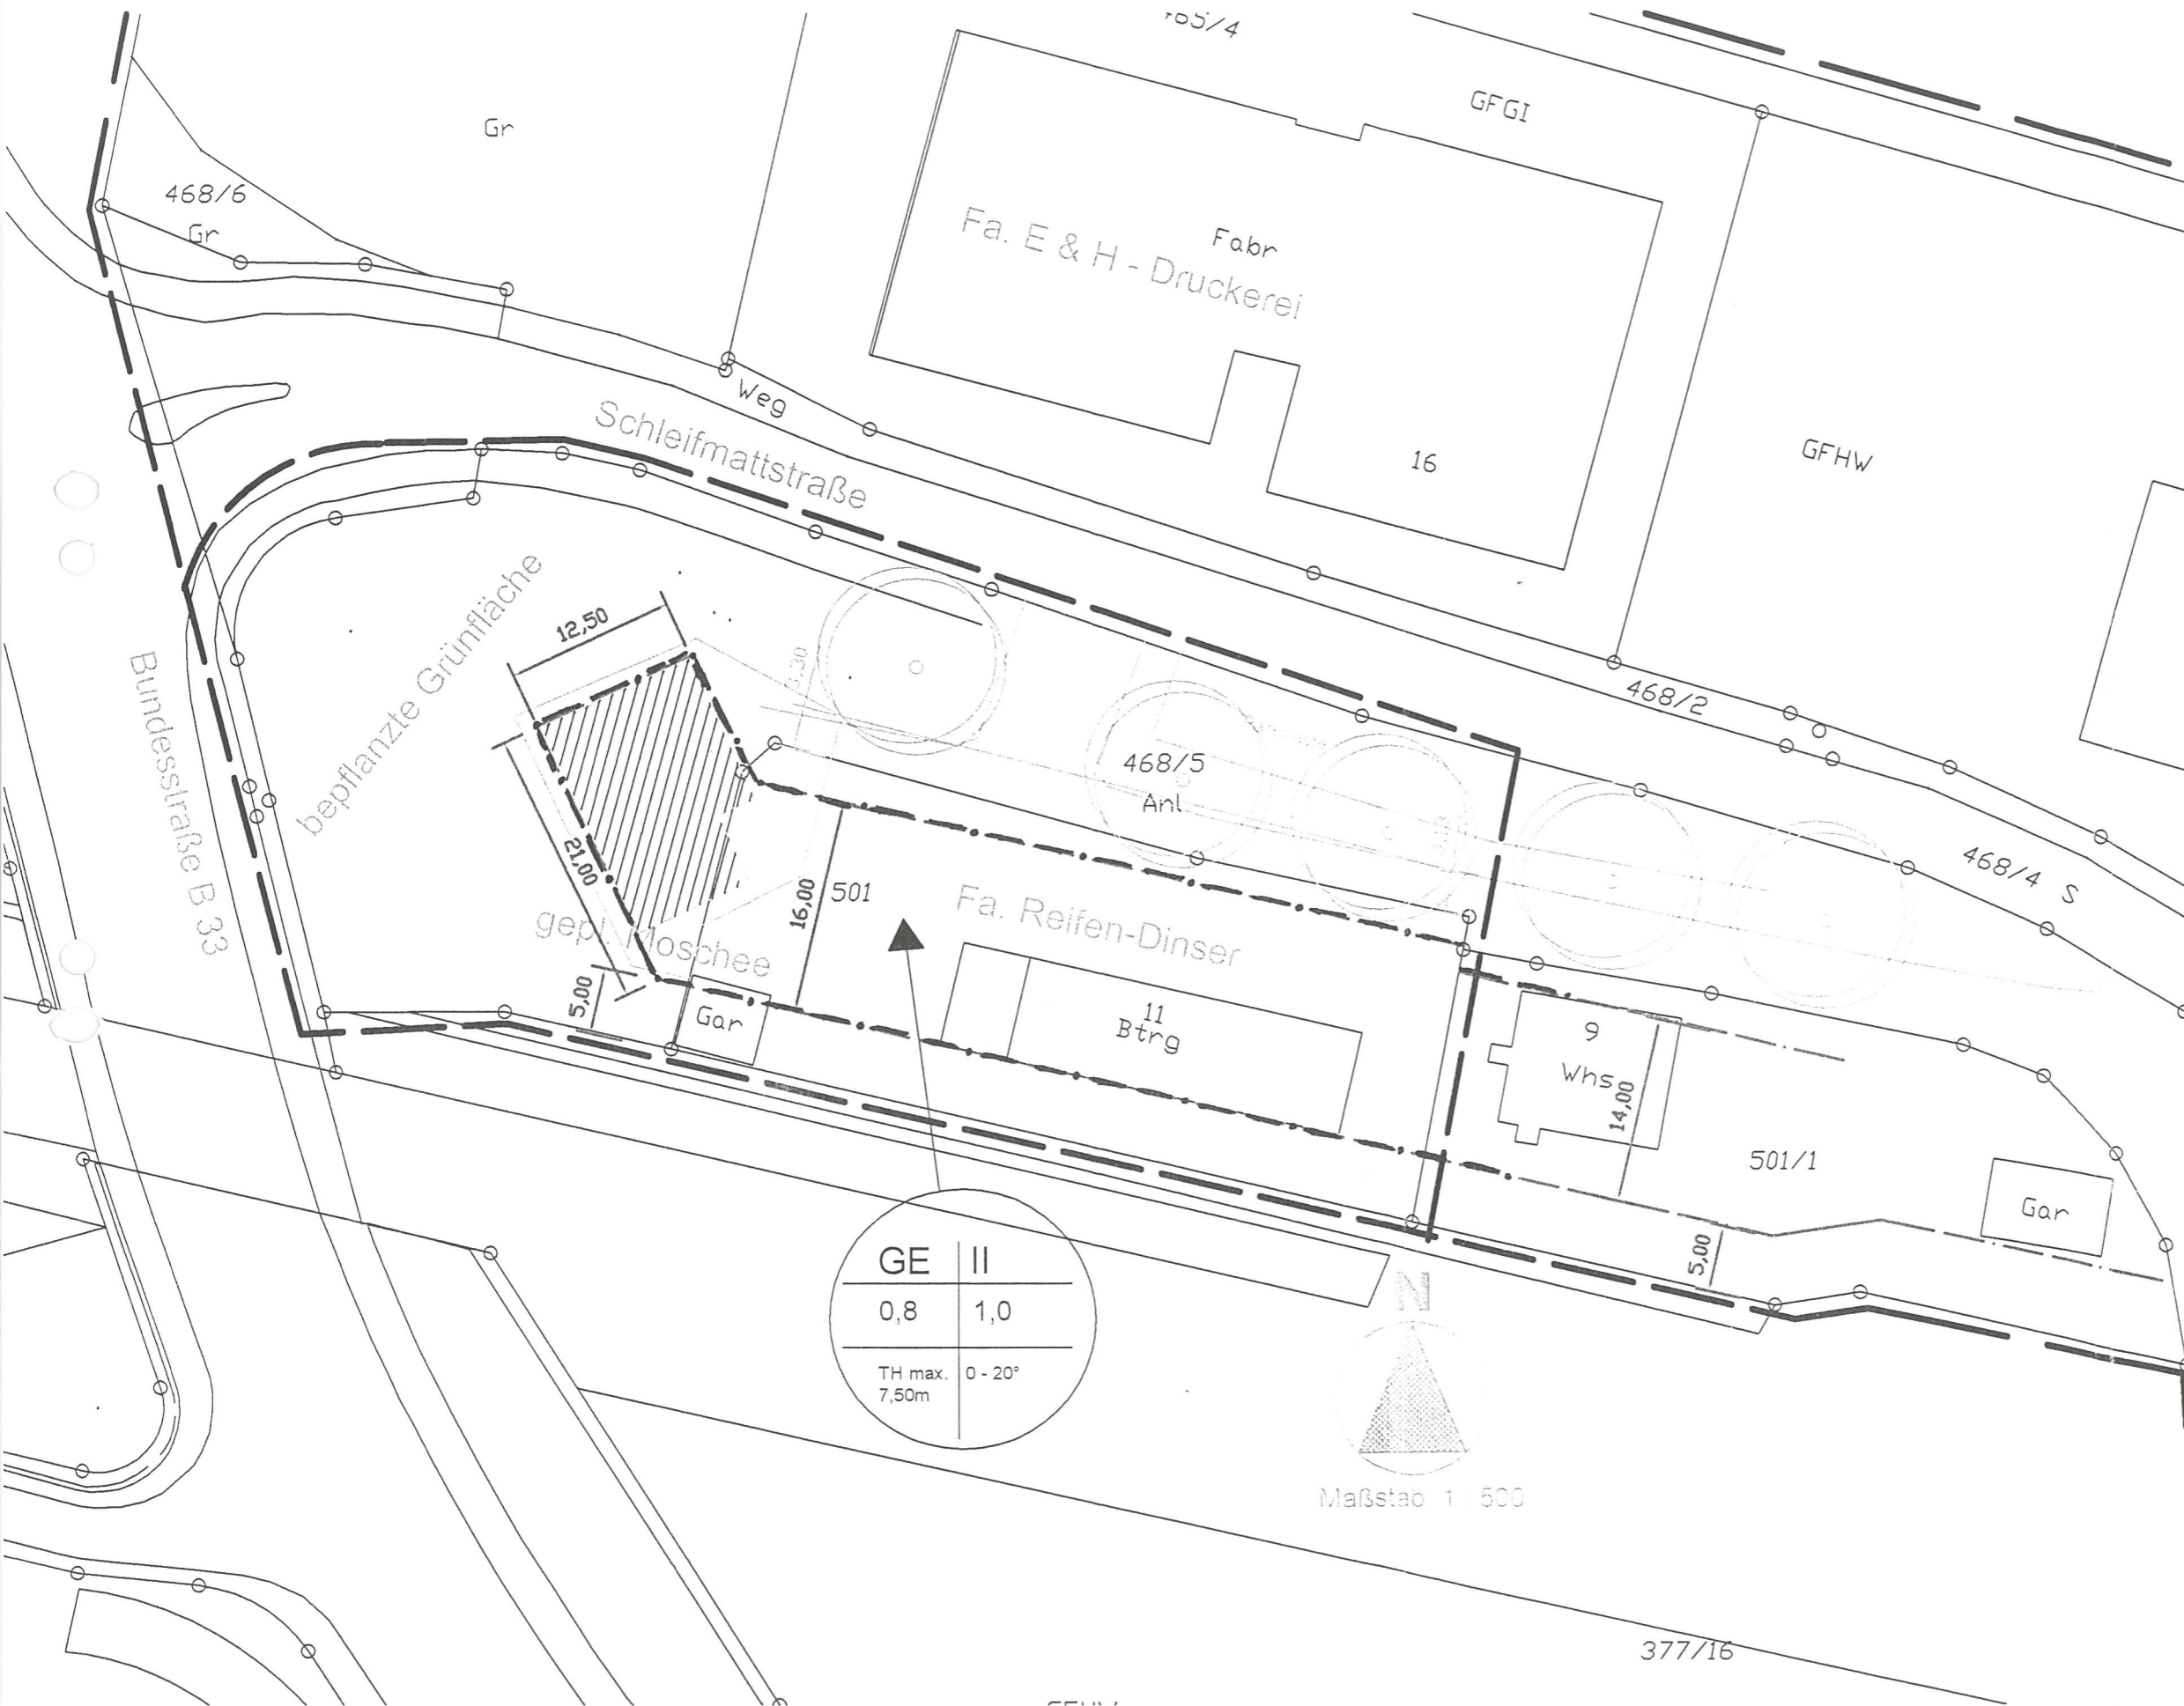 Gr
GFGI
468/6
Gr
Fabr
Fa. E & H - Druckerei
Weg
Schleifmattstraße
16
GFHW
bepflanzte Grünfläche
12,50
Bundesstraße B 33
468/2
468/5
Anl
468/4 S
21,00
16,00
501
Fa. Reifen-Dinser
gepl. Moschee
5,00
Gar
11
Btrg
9
Whs
14,00
501/1
Gar
5,00
GE II
0,8 1,0
TH max. 0 - 20°
7,50m
N
Maßstab 1 : 500
377/16